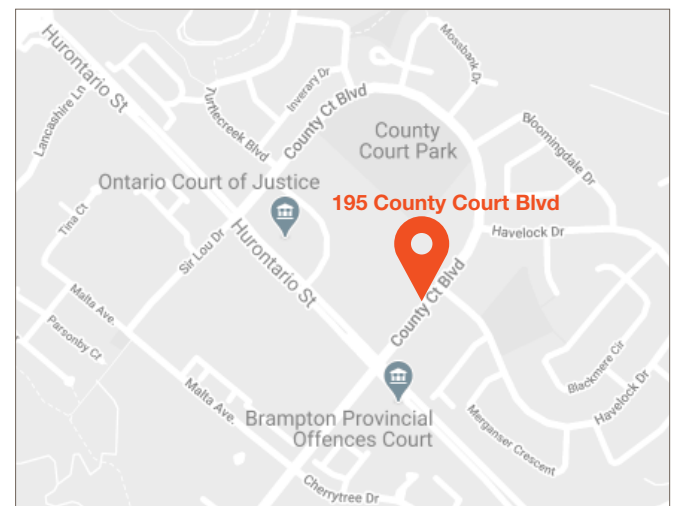 Hurontario St
Mossbank Dr
Inverary Dr
Lancashire Ln
Turtlecreek Blvd
County Ct Blvd
County
Court Park
Bloomingdale Dr
Ontario Court of Justice
195 County Court Blvd
Tina Ct
Sir Lou Dr
Havelock Dr
Hurontario St
County Ct Blvd
Malta Ave.
Parsonby Ct
Blackmere Cir
Havelock Dr
Malta Ave.
Brampton Provincial
Offences Court
Merganser Crescent
Cherrytree Dr